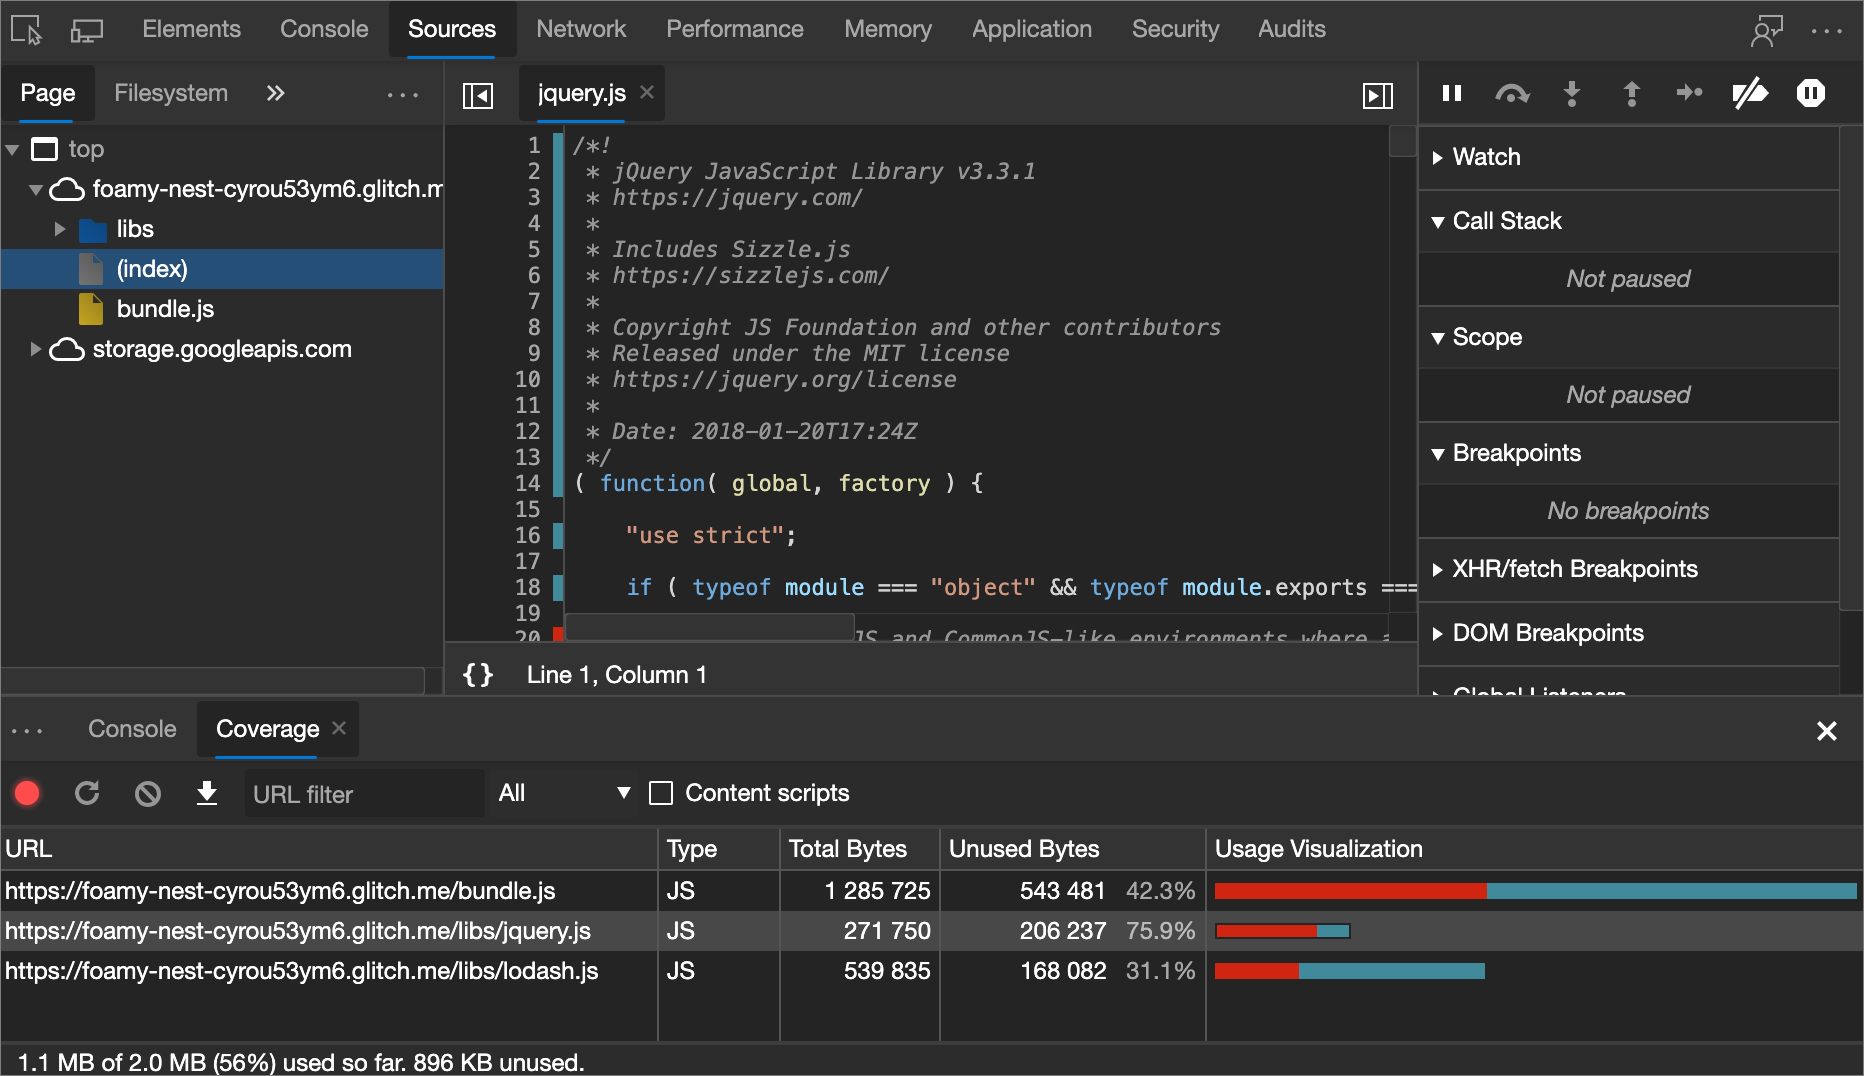 Elements Console Sources Network Performance Memory Application Security Audits
Page Filesystem » ···
jquery.js ×
top
foamy-nest-cyrou53ym6.glitch.m
libs
(index)
bundle.js
storage.googleapis.com
1 /*!
2 * jQuery JavaScript Library v3.3.1
3 * https://jquery.com/
4 *
5 * Includes Sizzle.js
6 * https://sizzlejs.com/
7 *
8 * Copyright JS Foundation and other contributors
9 * Released under the MIT license
10 * https://jquery.org/license
11 *
12 * Date: 2018-01-20T17:24Z
13 */
14 ( function( global, factory ) {
15
16 "use strict";
17
18 if ( typeof module === "object" && typeof module.exports ===
19
20 JS and CommonJS-like environments where a
{} Line 1, Column 1
Watch
Call Stack
Not paused
Scope
Not paused
Breakpoints
No breakpoints
XHR/fetch Breakpoints
DOM Breakpoints
Global Listeners
··· Console Coverage ×
URL filter All Content scripts
URL Type Total Bytes Unused Bytes Usage Visualization
https://foamy-nest-cyrou53ym6.glitch.me/bundle.js JS 1 285 725 543 481 42.3%
https://foamy-nest-cyrou53ym6.glitch.me/libs/jquery.js JS 271 750 206 237 75.9%
https://foamy-nest-cyrou53ym6.glitch.me/libs/lodash.js JS 539 835 168 082 31.1%
1.1 MB of 2.0 MB (56%) used so far. 896 KB unused.